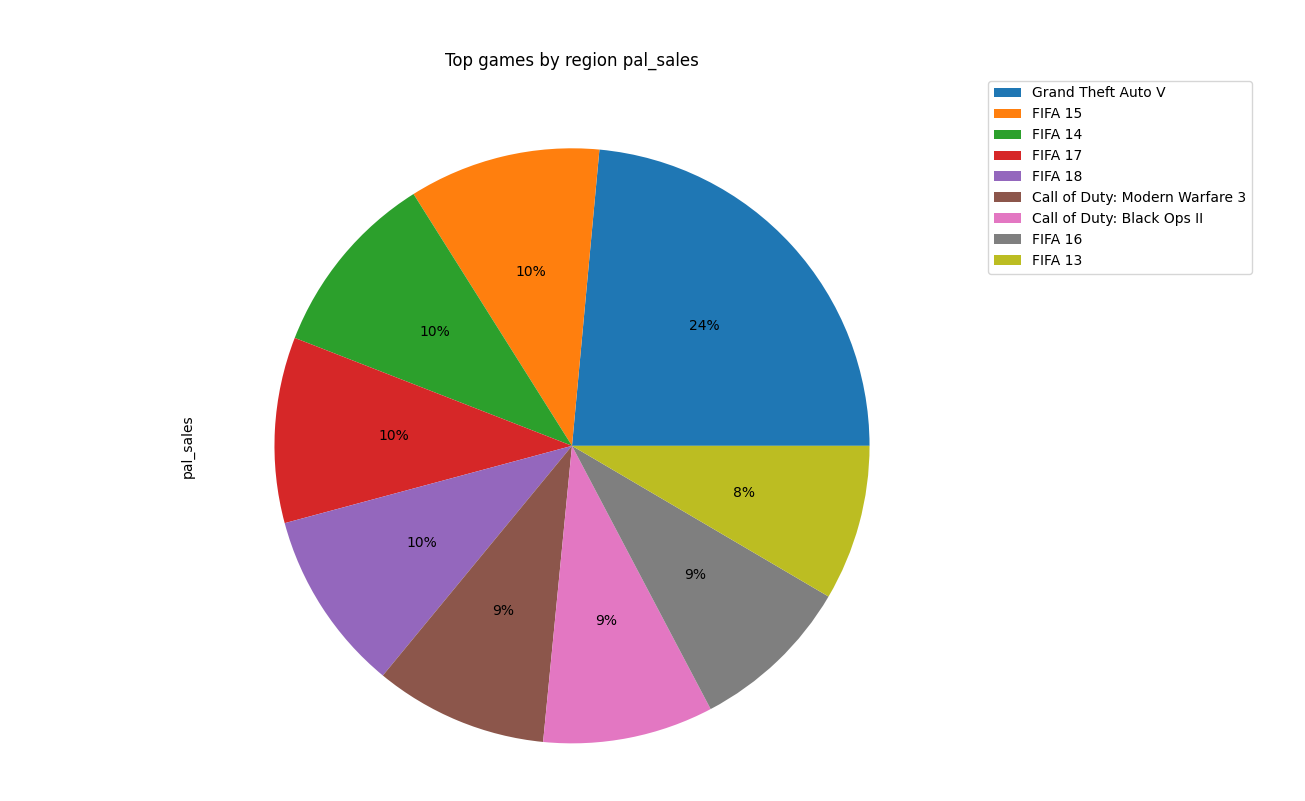 Top games by region pal_sales
Grand Theft Auto V
FIFA 15
FIFA 14
FIFA 17
FIFA 18
Call of Duty: Modern Warfare 3
Call of Duty: Black Ops II
FIFA 16
FIFA 13
10%
24%
10%
10%
pal_sales
8%
10%
9%
9%
9%